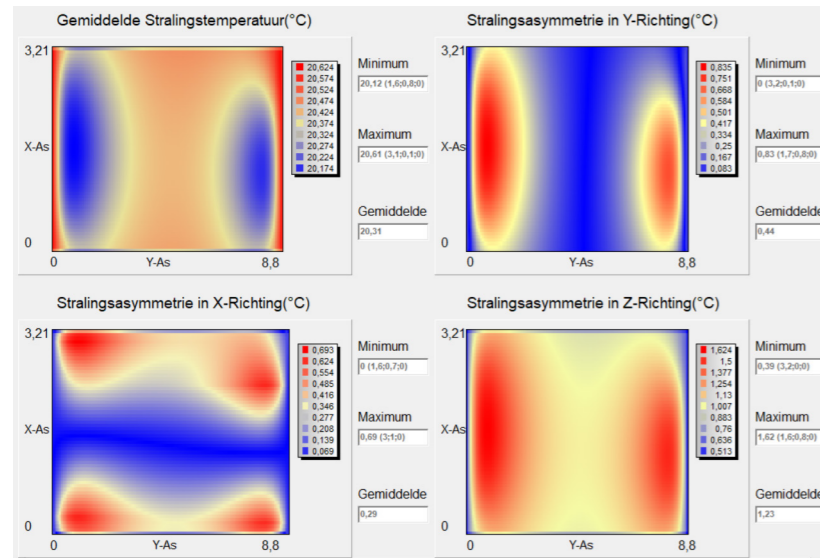 Gemiddelde Stralingstemperatuur(°C)
3,21
X-As
0
0
Y-As
8,8
20,624
20,574
20,524
20,474
20,424
20,374
20,324
20,274
20,224
20,174
Minimum
20,12 (1,6;0,8;0)
Maximum
20,61 (3,1;0,1;0)
Gemiddelde
20,31
Stralingsasymmetrie in Y-Richting(°C)
3,21
X-As
0
0
Y-As
8,8
0,835
0,751
0,668
0,584
0,501
0,417
0,334
0,25
0,167
0,083
Minimum
0 (3,2;0,1;0)
Maximum
0,83 (1,7;0,8;0)
Gemiddelde
0,44
Stralingsasymmetrie in X-Richting(°C)
3,21
X-As
0
0
Y-As
8,8
0,693
0,624
0,554
0,485
0,416
0,346
0,277
0,208
0,139
0,069
Minimum
0 (1,6;0,7;0)
Maximum
0,69 (3;1;0)
Gemiddelde
0,29
Stralingsasymmetrie in Z-Richting(°C)
3,21
X-As
0
0
Y-As
8,8
1,624
1,5
1,377
1,254
1,13
1,007
0,883
0,76
0,636
0,513
Minimum
0,39 (3,2;0;0)
Maximum
1,62 (1,6;0,8;0)
Gemiddelde
1,23